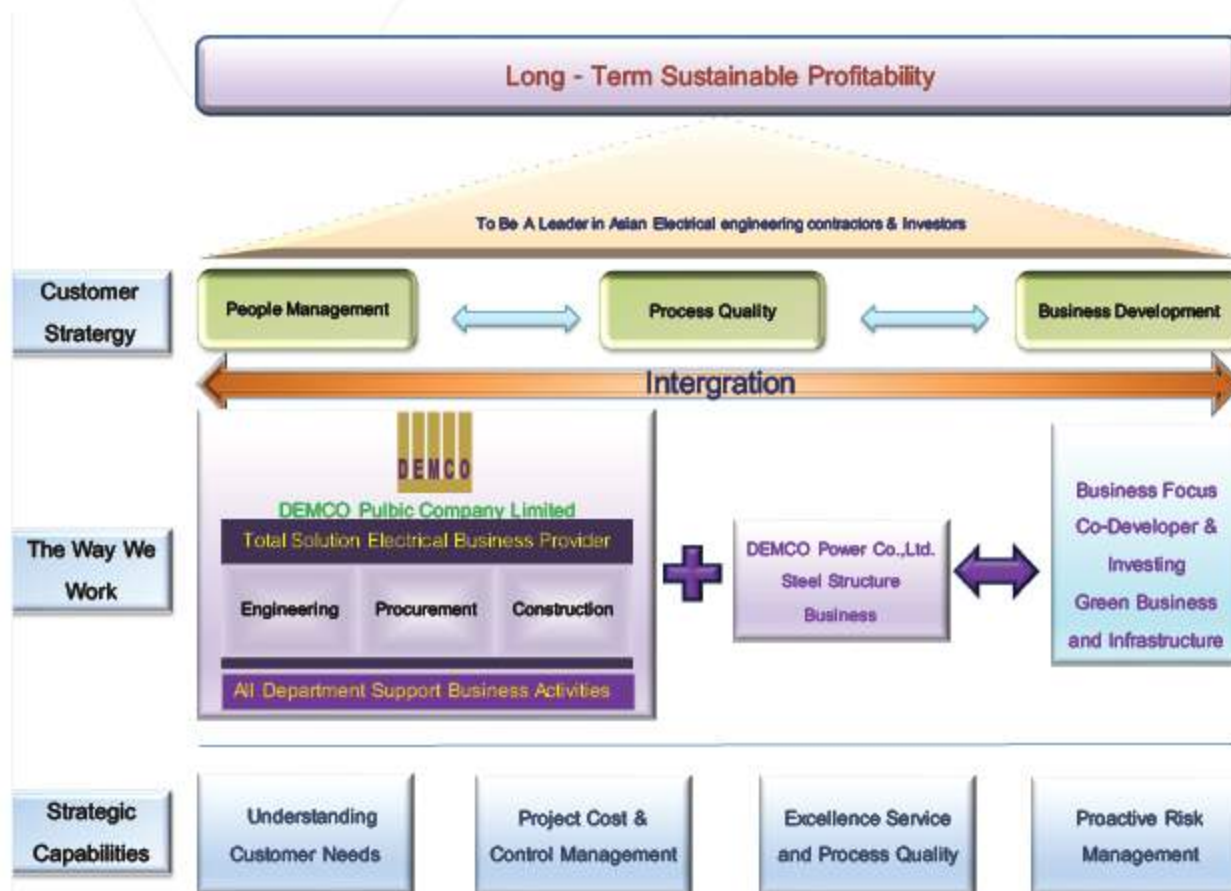 Long - Term Sustainable Profitability
To Be A Leader in Asian Electrical engineering contractors & Investors
Customer
Stratergy
People Management
Process Quality
Business Development
Intergration
The Way We
Work
DEMCO
DEMCO Pulbic Company Limited
Total Solution Electrical Business Provider
Engineering
Procurement
Construction
All Department Support Business Activities
DEMCO Power Co.,Ltd.
Steel Structure
Business
Business Focus
Co-Developer &
Investing
Green Business
and Infrastructure
Strategic
Capabilities
Understanding
Customer Needs
Project Cost &
Control Management
Excellence Service
and Process Quality
Proactive Risk
Management